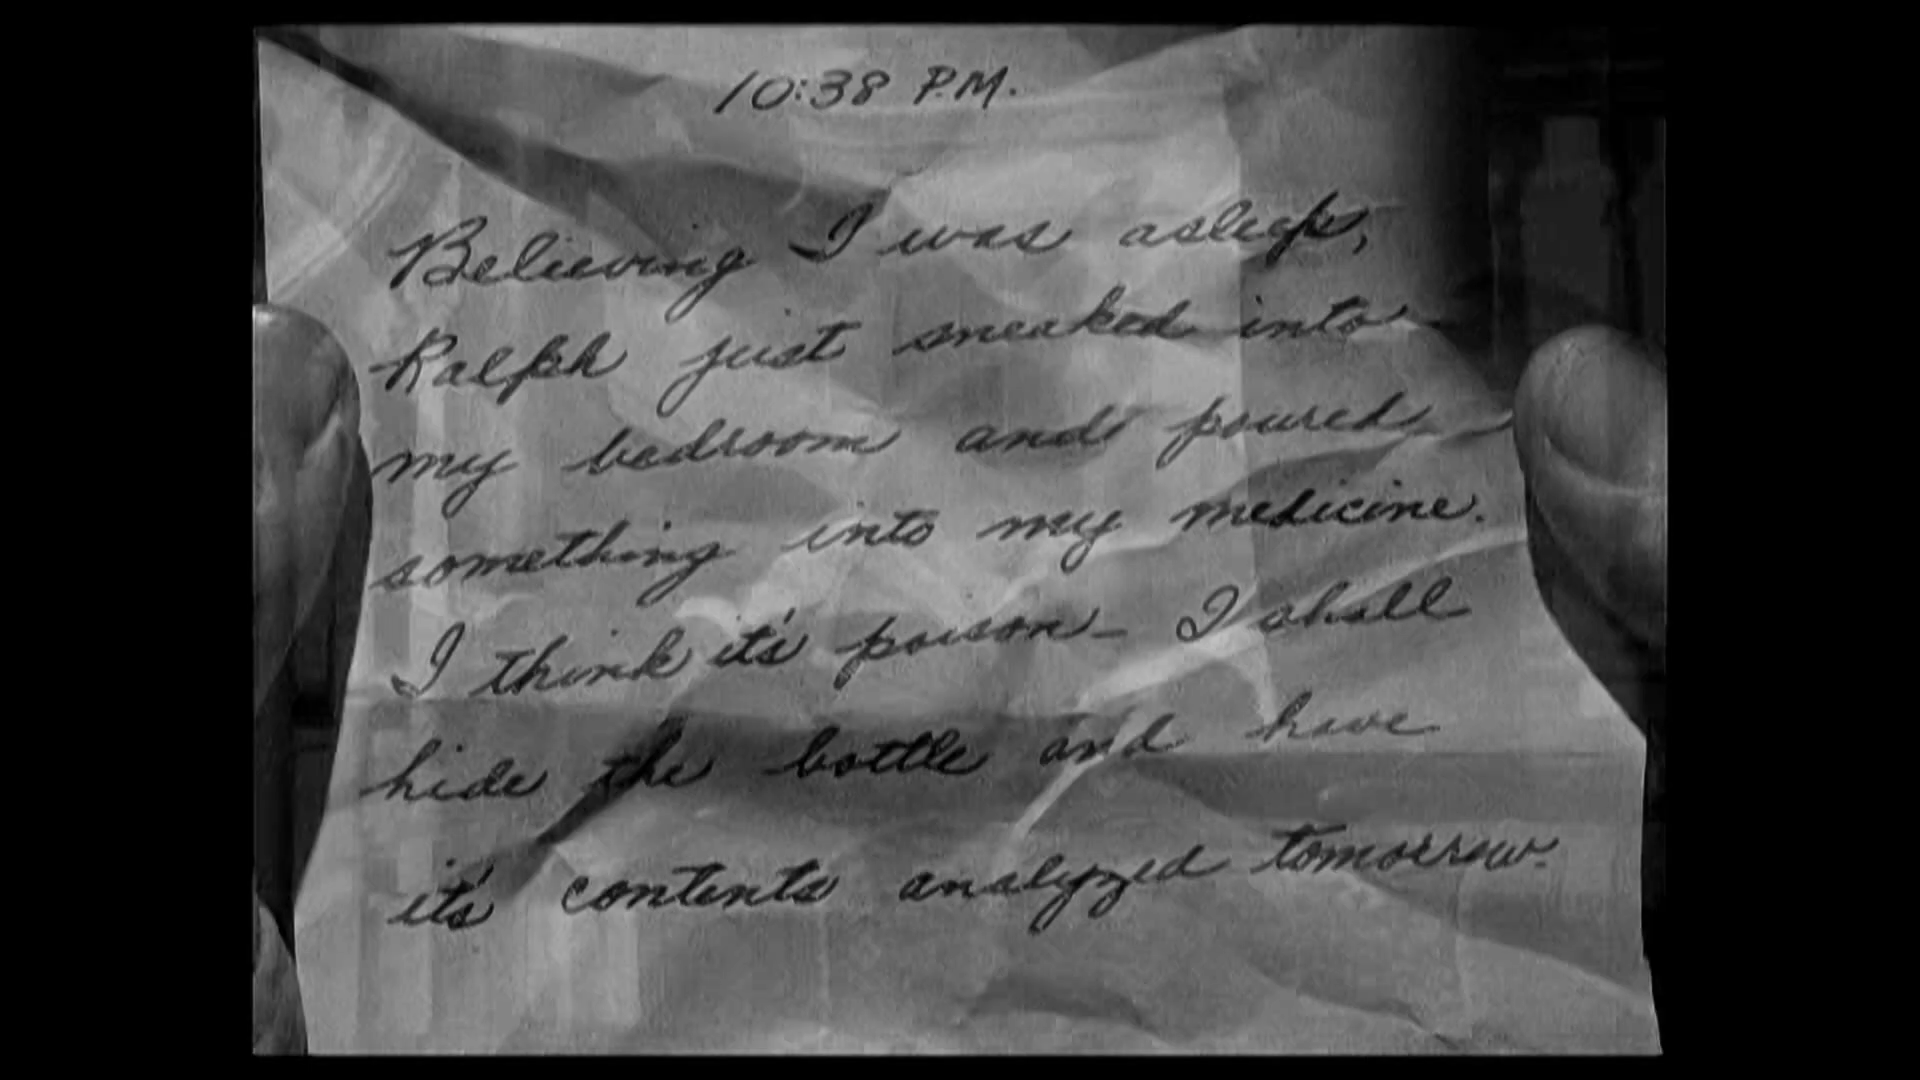 10:38 P.M.
Believing I was asleep,
Ralph just sneaked into
my bedroom and poured
something into my medicine.
I think it's poison - I shall
hide the bottle and have
it's contents analyzed tomorrow.